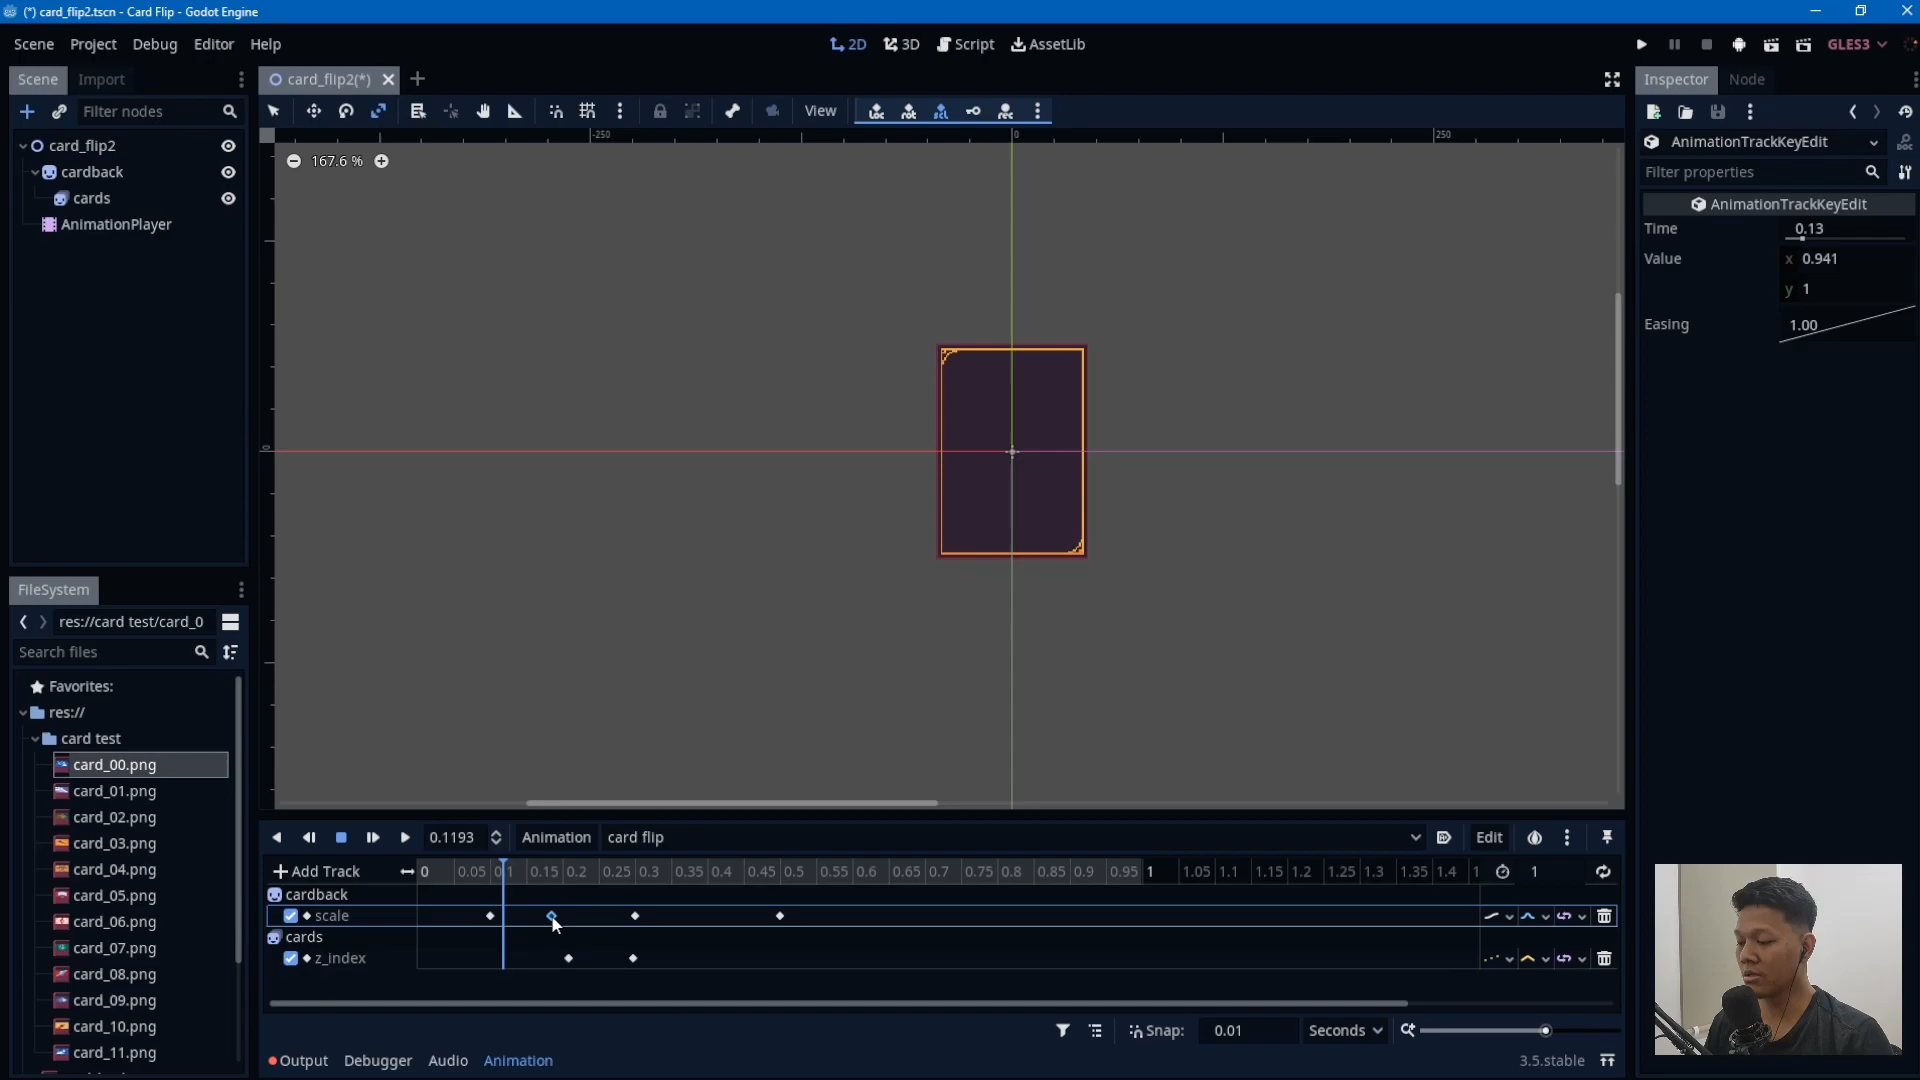 (*) card_flip2.tscn - Card Flip - Godot Engine
Scene Project Debug Editor Help
2D 3D Script AssetLib
GLES3
Scene Import
card_flip2(*)
Inspector Node
Filter nodes
View
card_flip2
cardback
cards
AnimationPlayer
-250 0 250
0
167.6 %
AnimationTrackKeyEdit
DOC
Filter properties
AnimationTrackKeyEdit
Time 0.13
Value x 0.941
y 1
Easing 1.00
FileSystem
res://card test/card_0
Search files
Favorites:
res://
card test
card_00.png
card_01.png
card_02.png
card_03.png
card_04.png
card_05.png
card_06.png
card_07.png
card_08.png
card_09.png
card_10.png
card_11.png
0.1193 Animation card flip Edit
Add Track 0 0.05 0.1 0.15 0.2 0.25 0.3 0.35 0.4 0.45 0.5 0.55 0.6 0.65 0.7 0.75 0.8 0.85 0.9 0.95 1 1.05 1.1 1.15 1.2 1.25 1.3 1.35 1.4 1 1
cardback
scale
cards
z_index
Snap: 0.01 Seconds
Output Debugger Audio Animation 3.5.stable